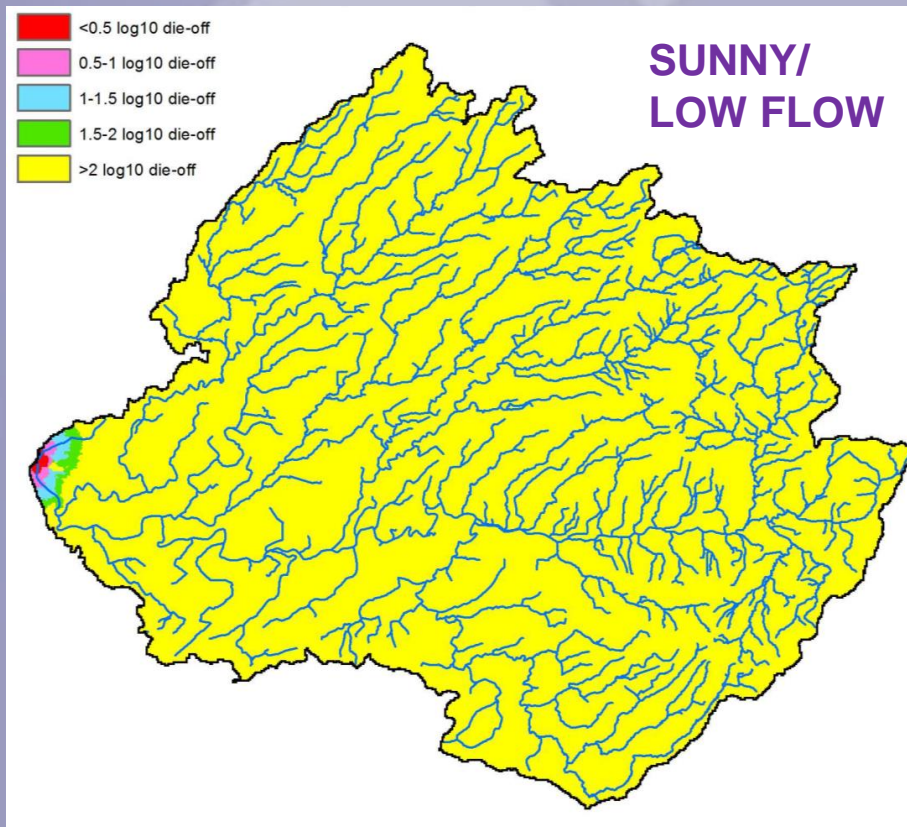 <0.5 log10 die-off
0.5-1 log10 die-off
1-1.5 log10 die-off
1.5-2 log10 die-off
>2 log10 die-off
SUNNY/
LOW FLOW